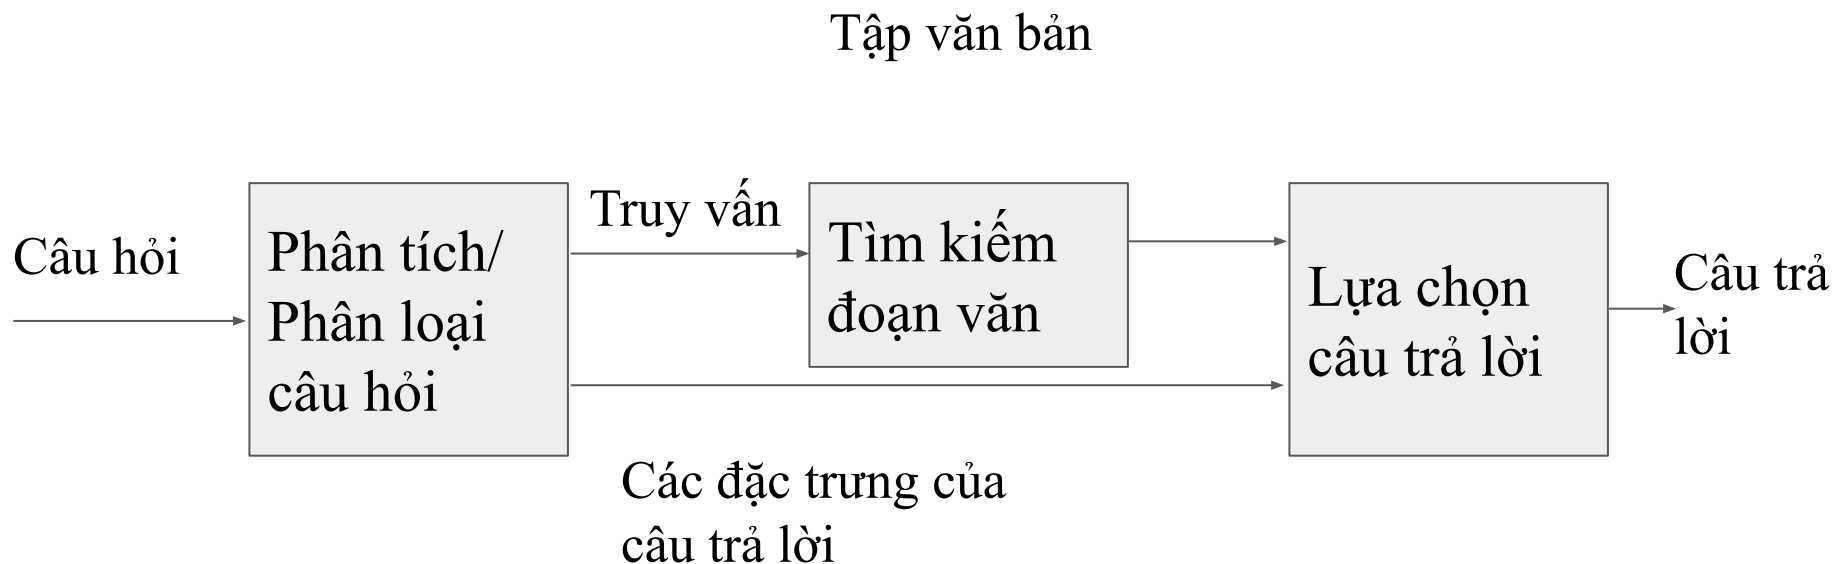 Tập văn bản
Câu hỏi
Phân tích/
Phân loại
câu hỏi
Truy vấn
Tìm kiếm
đoạn văn
Các đặc trưng của
câu trả lời
Lựa chọn
câu trả lời
Câu trả
lời